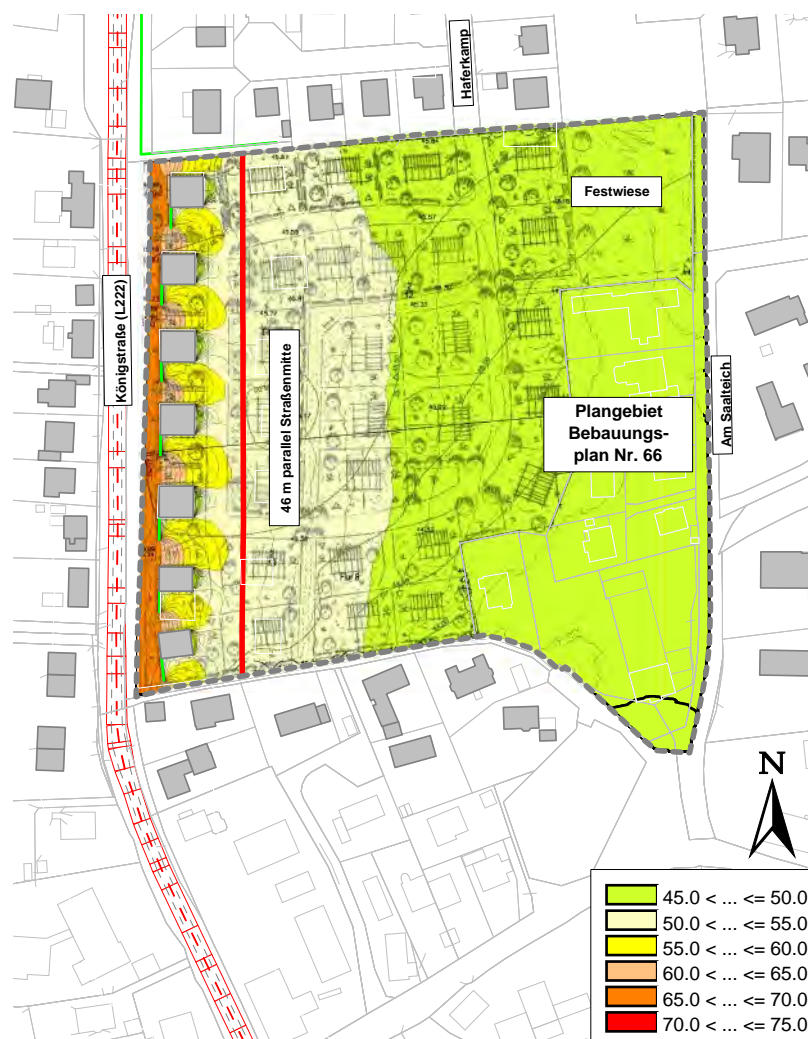 Haferkamp
Festwiese
Königstraße (L222)
46 m parallel Straßenmitte
Plangebiet
Bebauungs-
plan Nr. 66
Am Saalteich
N
45.0 < ... <= 50.0
50.0 < ... <= 55.0
55.0 < ... <= 60.0
60.0 < ... <= 65.0
65.0 < ... <= 70.0
70.0 < ... <= 75.0